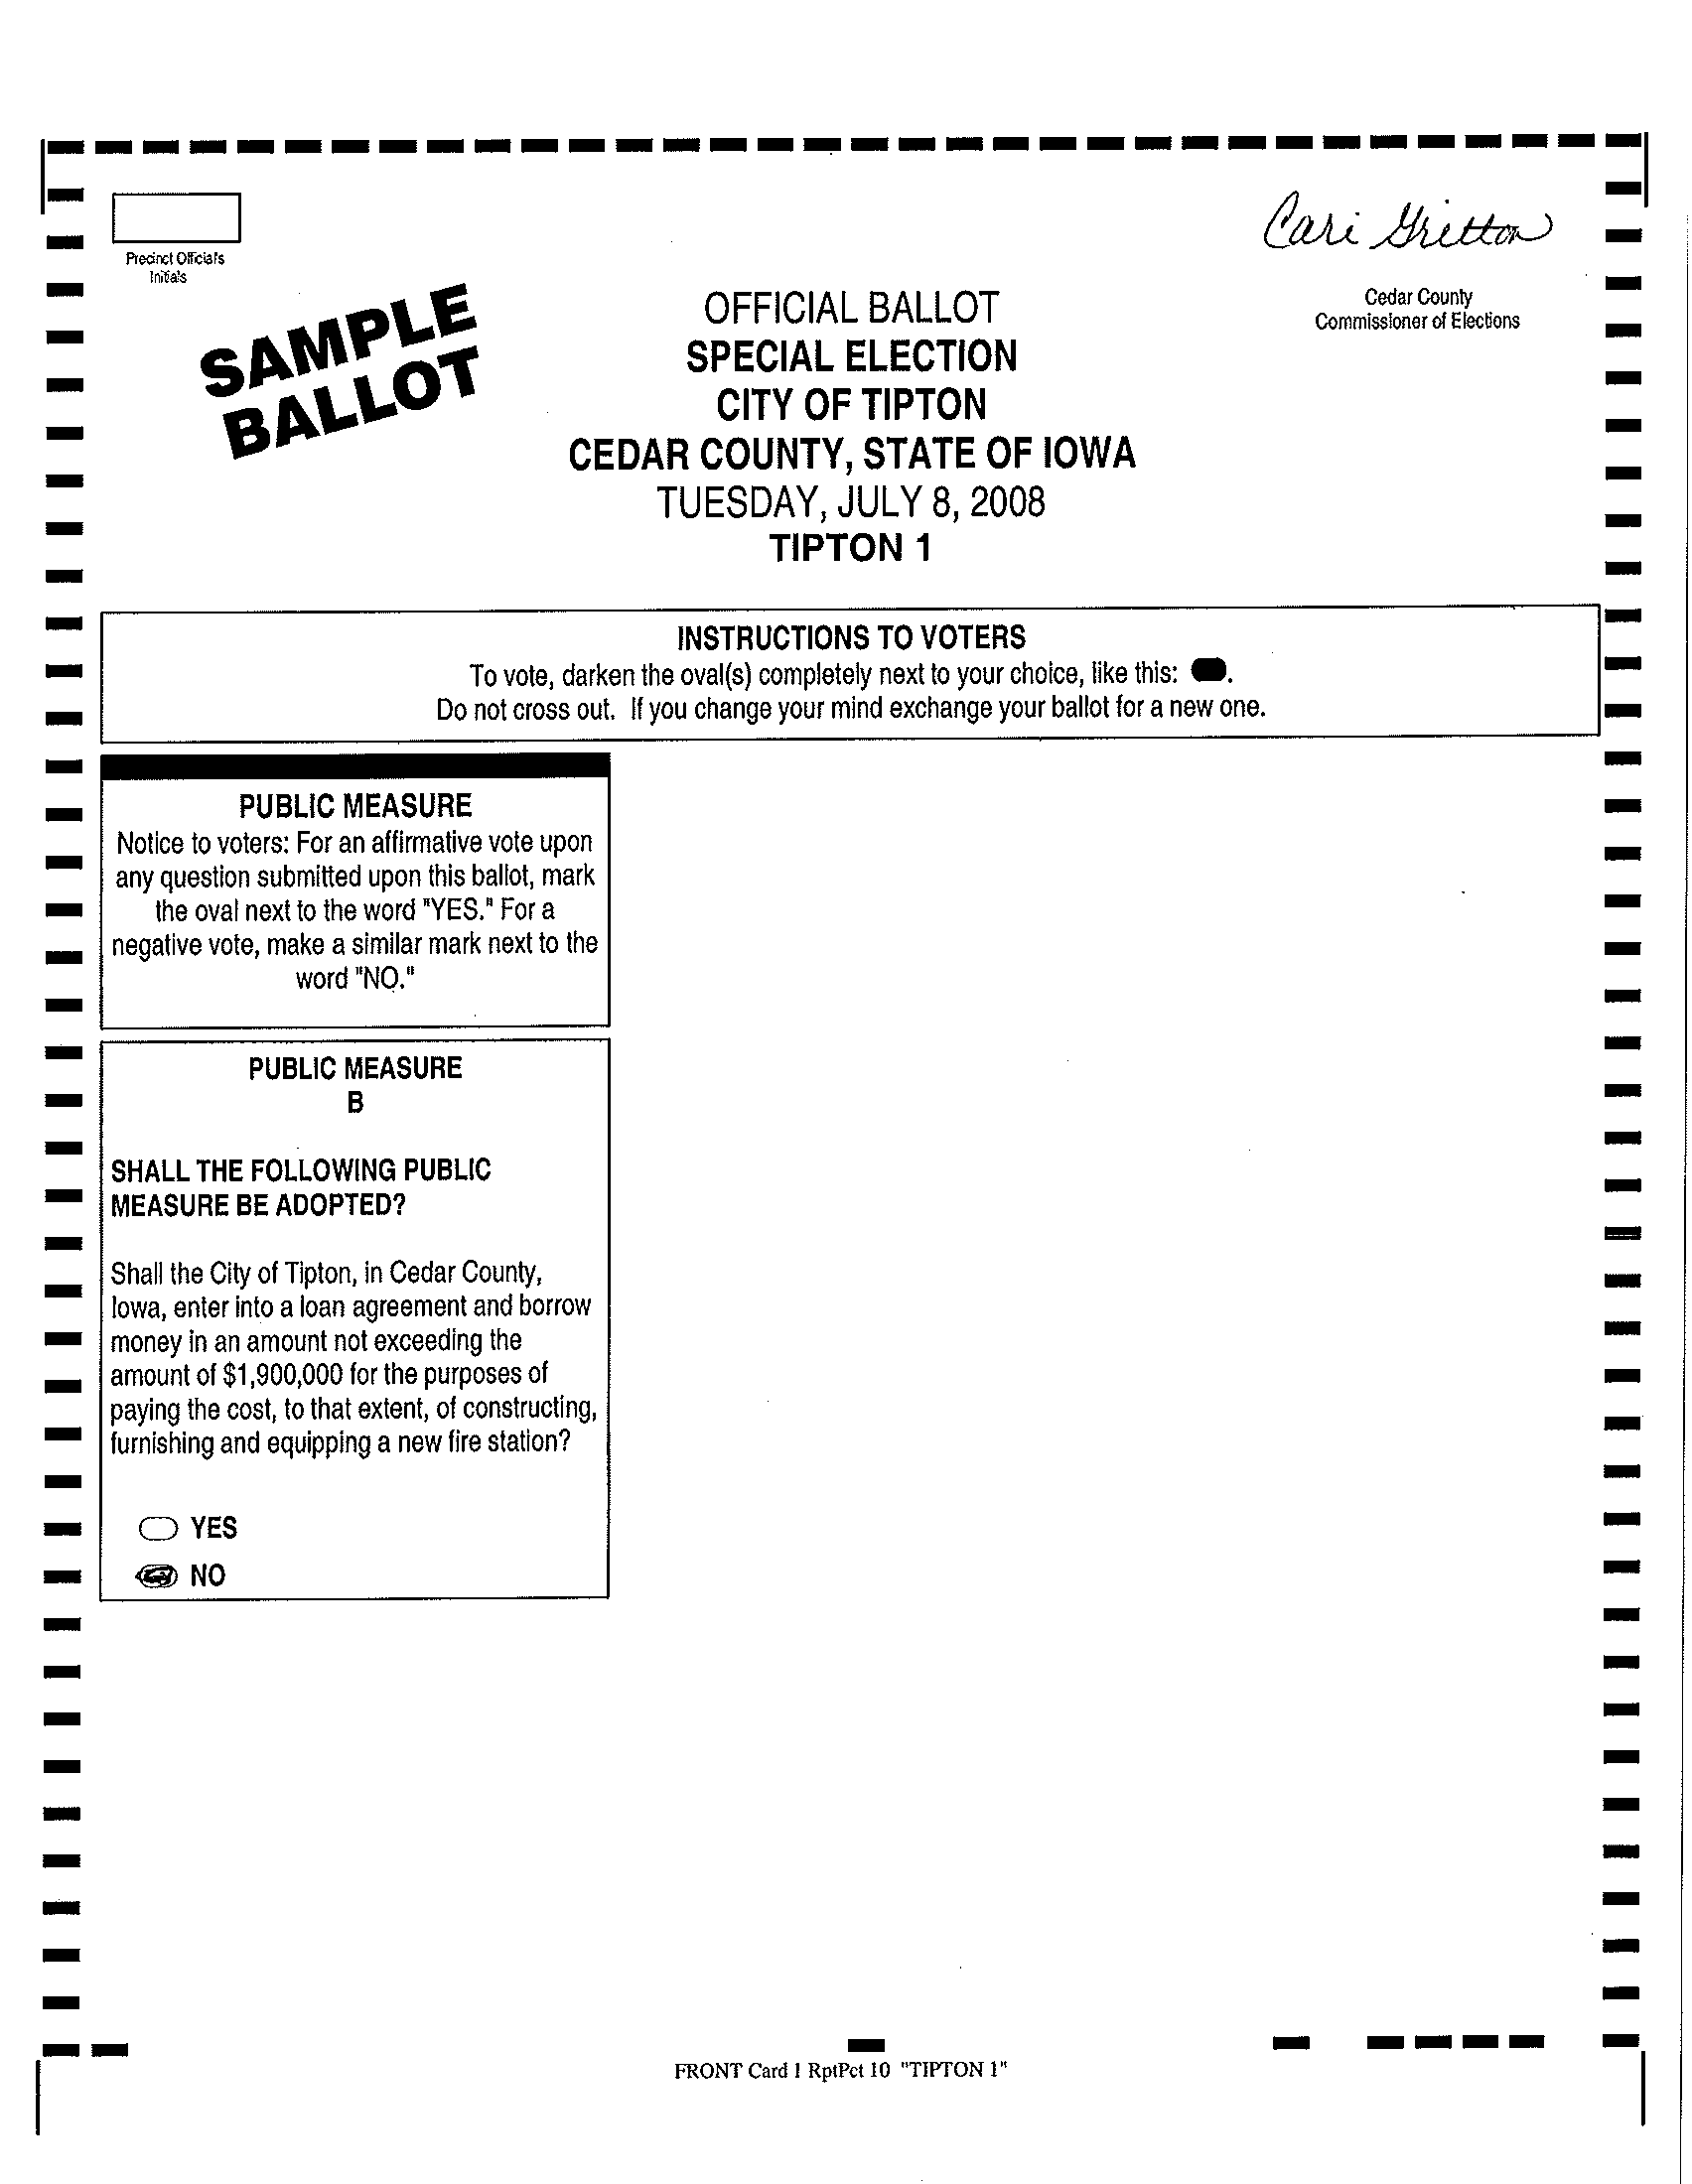 Precinct Official's
Initials
Cari Gritton
Cedar County
Commissioner of Elections
SAMPLE
BALLOT
OFFICIAL BALLOT
SPECIAL ELECTION
CITY OF TIPTON
CEDAR COUNTY, STATE OF IOWA
TUESDAY, JULY 8, 2008
TIPTON 1
INSTRUCTIONS TO VOTERS
To vote, darken the oval(s) completely next to your choice, like this: .
Do not cross out. If you change your mind exchange your ballot for a new one.
PUBLIC MEASURE
Notice to voters: For an affirmative vote upon
any question submitted upon this ballot, mark
the oval next to the word "YES." For a
negative vote, make a similar mark next to the
word "NO."
PUBLIC MEASURE
B
SHALL THE FOLLOWING PUBLIC
MEASURE BE ADOPTED?
Shall the City of Tipton, in Cedar County,
Iowa, enter into a loan agreement and borrow
money in an amount not exceeding the
amount of $1,900,000 for the purposes of
paying the cost, to that extent, of constructing,
furnishing and equipping a new fire station?
YES
NO
FRONT Card 1 RptPct 10 "TIPTON 1"